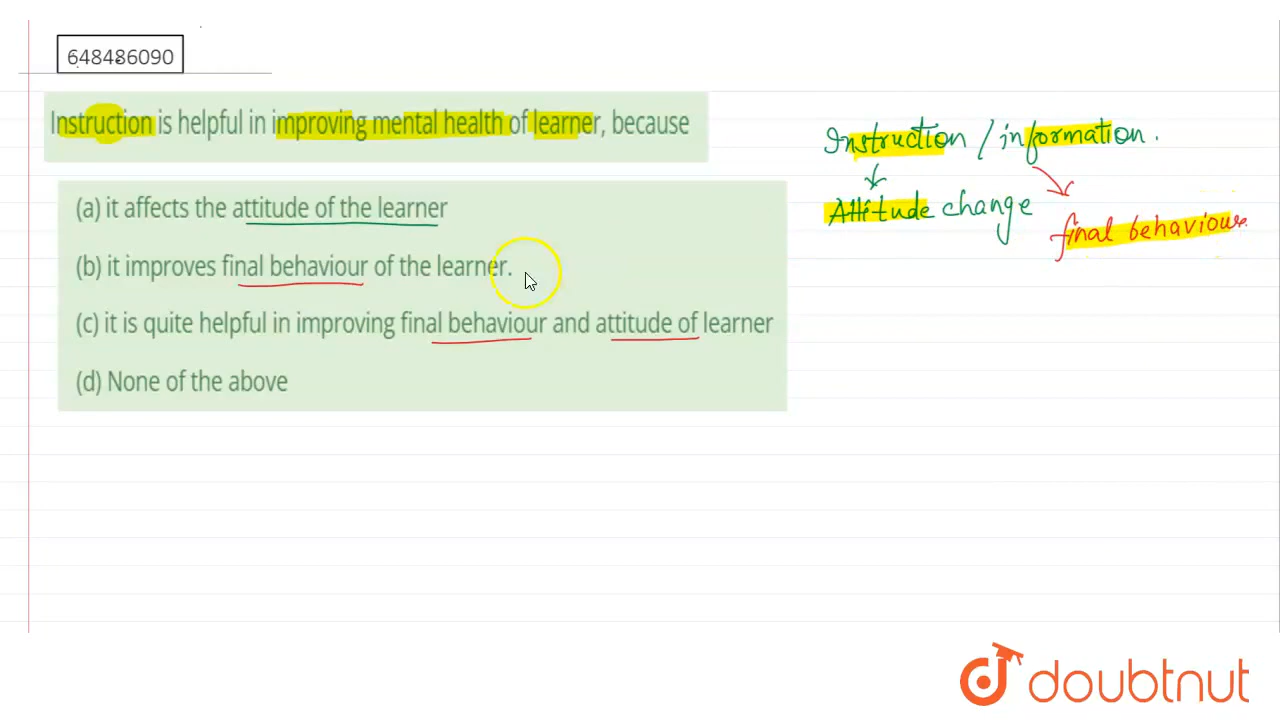 648486090
Instruction is helpful in improving mental health of learner, because
(a) it affects the attitude of the learner
(b) it improves final behaviour of the learner.
(c) it is quite helpful in improving final behaviour and attitude of learner
(d) None of the above
Instruction / information.
Attitude change
final behaviour.
doubtnut